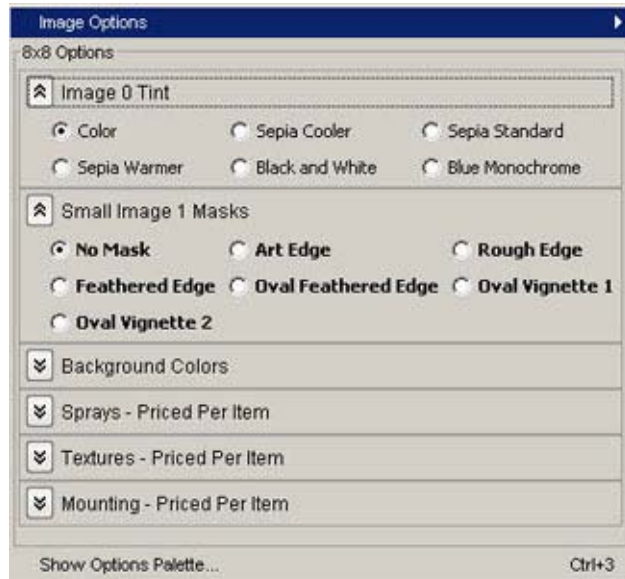 Image Options
8x8 Options
Image 0 Tint
Color Sepia Cooler Sepia Standard
Sepia Warmer Black and White Blue Monochrome
Small Image 1 Masks
No Mask Art Edge Rough Edge
Feathered Edge Oval Feathered Edge Oval Vignette 1
Oval Vignette 2
Background Colors
Sprays - Priced Per Item
Textures - Priced Per Item
Mounting - Priced Per Item
Show Options Palette... Ctrl+3